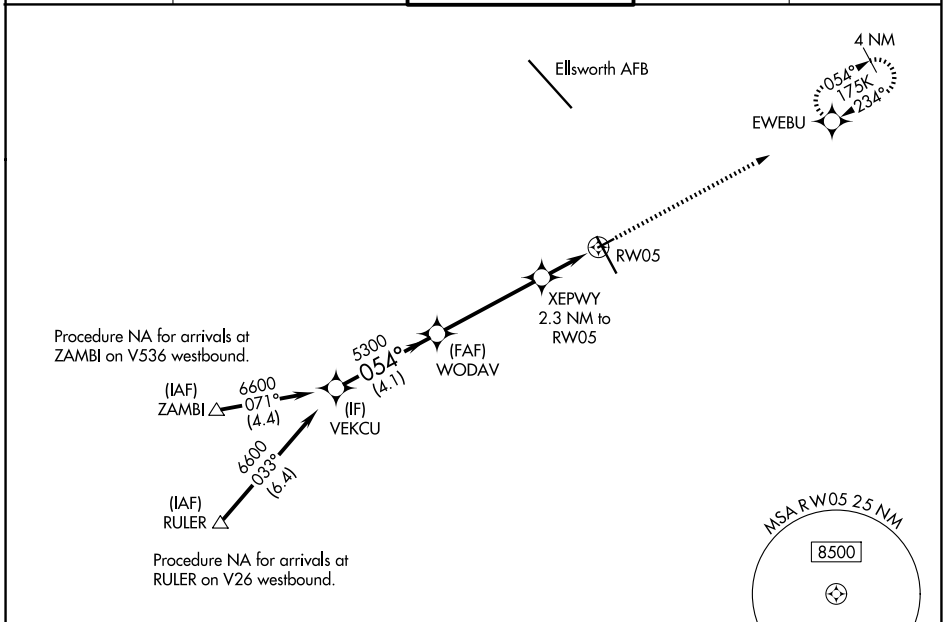 4 NM
Ellsworth AFB
054°
175K
234°
EWEBU
RW05
XEPWY
2.3 NM to
RW05
Procedure NA for arrivals at
ZAMBI on V536 westbound.
5300
054°
(4.1)
(FAF)
WODAV
(IAF)
ZAMBI
6600
071°
(4.4)
(IF)
VEKCU
6600
033°
(6.4)
(IAF)
RULER
Procedure NA for arrivals at
RULER on V26 westbound.
MSA RW05 25 NM
8500